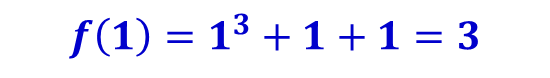 f(1) = 1³ + 1 + 1 = 3